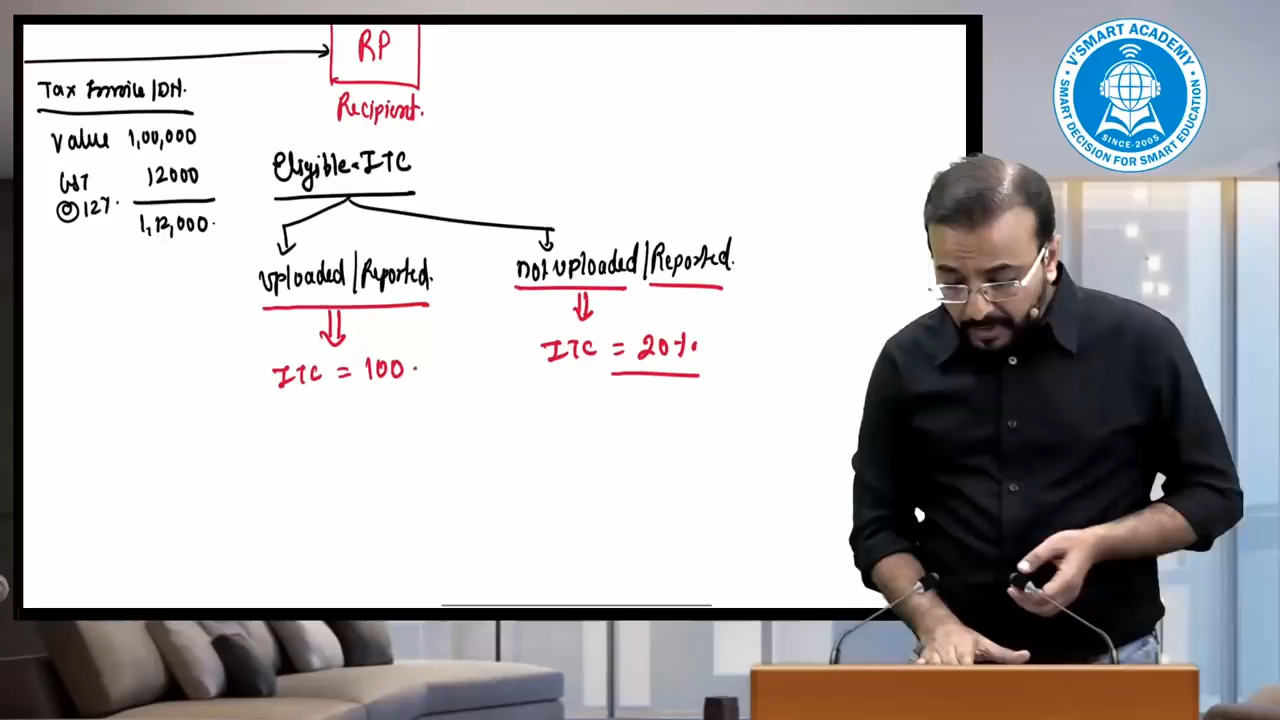 RP
Recipient.
Tax Invoice/DN.
Value 1,00,000
GST 12000
@12%.
1,12,000.
Eligible ITC
Uploaded/Reported.
ITC = 100.
not uploaded/Reported.
ITC = 20%
V'SMART ACADEMY
SINCE-2005
SMART DECISION FOR SMART EDUCATION